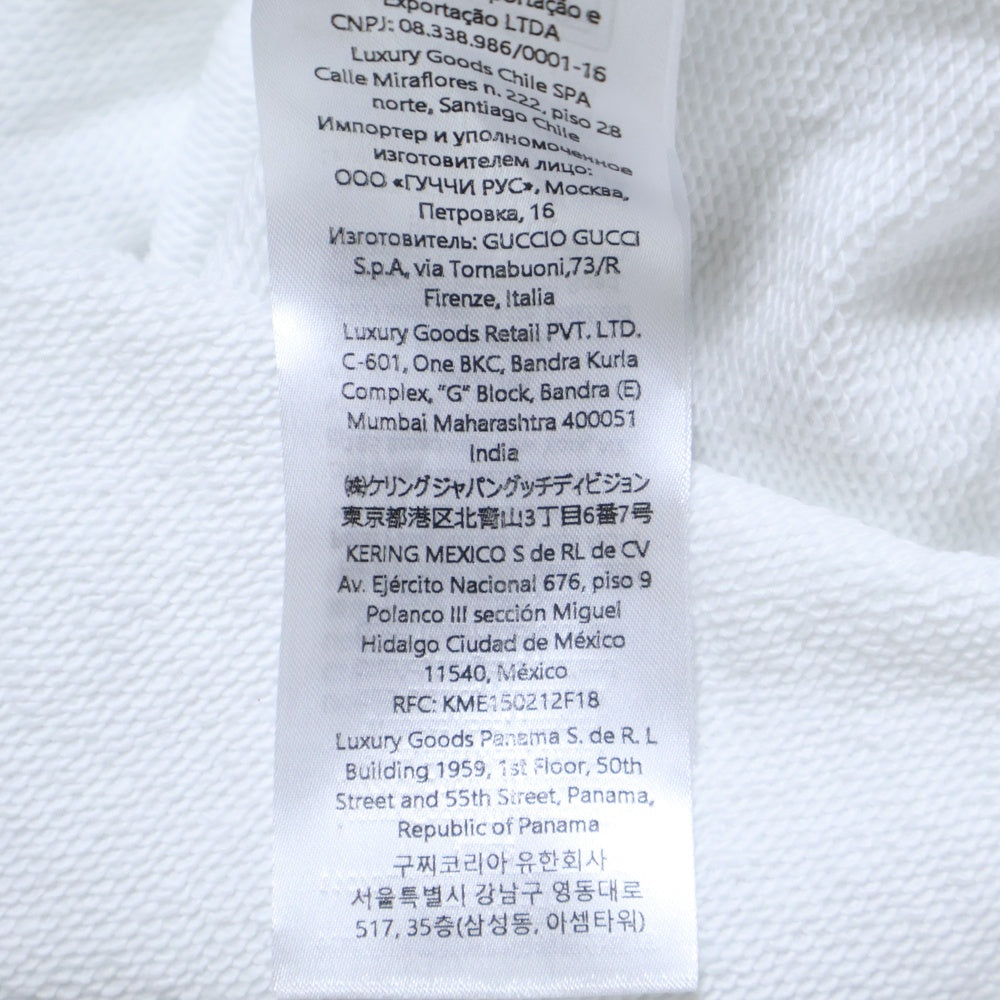 Exportação LTDA
CNPJ: 08.338.986/0001-16
Luxury Goods Chile SPA
Calle Miraflores n. 222, piso 28
norte, Santiago Chile
Импортер и уполномоченное
изготовителем лицо:
ООО «ГУЧЧИ РУС», Москва,
Петровка, 16
Изготовитель: GUCCIO GUCCI
S.p.A, via Tornabuoni,73/R
Firenze, Italia
Luxury Goods Retail PVT. LTD.
C-601, One BKC, Bandra Kurla
Complex, "G" Block, Bandra (E)
Mumbai Maharashtra 400051
India
㈱ケリングジャパングッチディビジョン
東京都港区北青山3丁目6番7号
KERING MEXICO S de RL de CV
Av. Ejército Nacional 676, piso 9
Polanco III sección Miguel
Hidalgo Ciudad de México
11540, México
RFC: KME150212F18
Luxury Goods Panama S. de R. L
Building 1959, 1st Floor, 50th
Street and 55th Street, Panama,
Republic of Panama
구찌코리아 유한회사
서울특별시 강남구 영동대로
517, 35층(삼성동, 아셈타워)